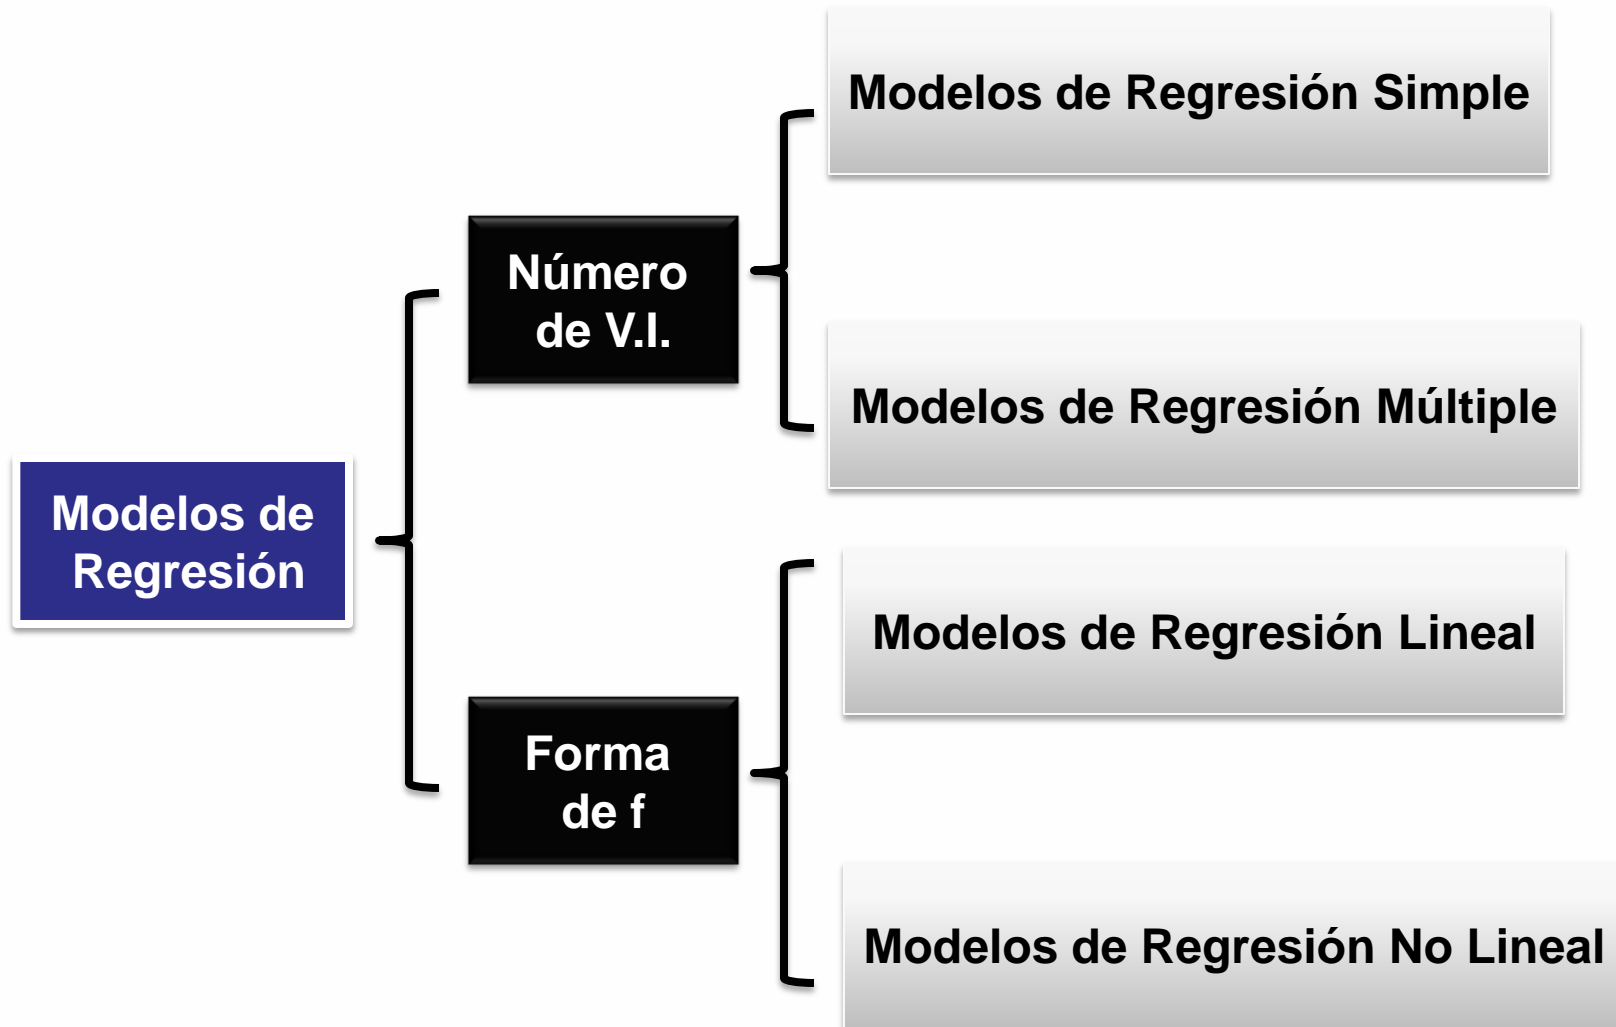 Modelos de
Regresión
Número
de V.I.
Modelos de Regresión Simple
Modelos de Regresión Múltiple
Forma
de f
Modelos de Regresión Lineal
Modelos de Regresión No Lineal